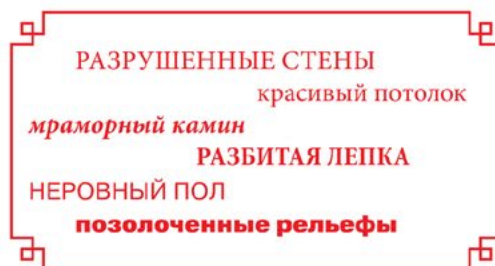 РАЗРУШЕННЫЕ СТЕНЫ
красивый потолок
мраморный камин
РАЗБИТАЯ ЛЕПКА
НЕРОВНЫЙ ПОЛ
позолоченные рельефы